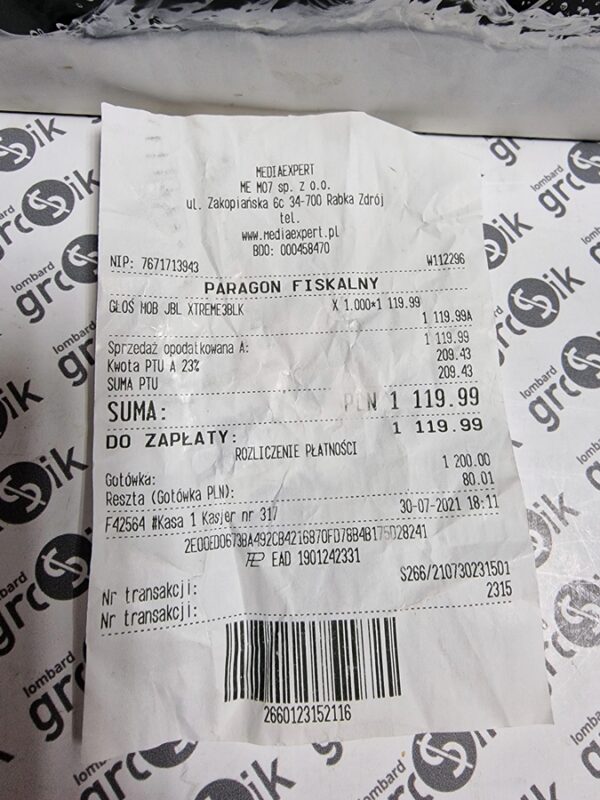 MEDIAEXPERT
ME MO7 sp. z o.o.
ul. Zakopiańska 6c 34-700 Rabka Zdrój
tel.
www.mediaexpert.pl
BDO: 000458470
NIP: 7671713943 W112296
PARAGON FISKALNY
GŁOŚ MOB JBL XTREME3BLK X 1.000*1 119.99
1 119.99A
Sprzedaż opodatkowana A: 1 119.99
Kwota PTU A 23% 209.43
SUMA PTU 209.43
SUMA: PLN 1 119.99
DO ZAPŁATY: 1 119.99
ROZLICZENIE PŁATNOŚCI
Gotówka: 1 200.00
Reszta (Gotówka PLN): 80.01
F42564 #Kasa 1 Kasjer nr 317 30-07-2021 18:11
EAD 1901242331
Nr transakcji: S266/210730231501
Nr transakcji: 2315
2660123152116
lombard
grosik